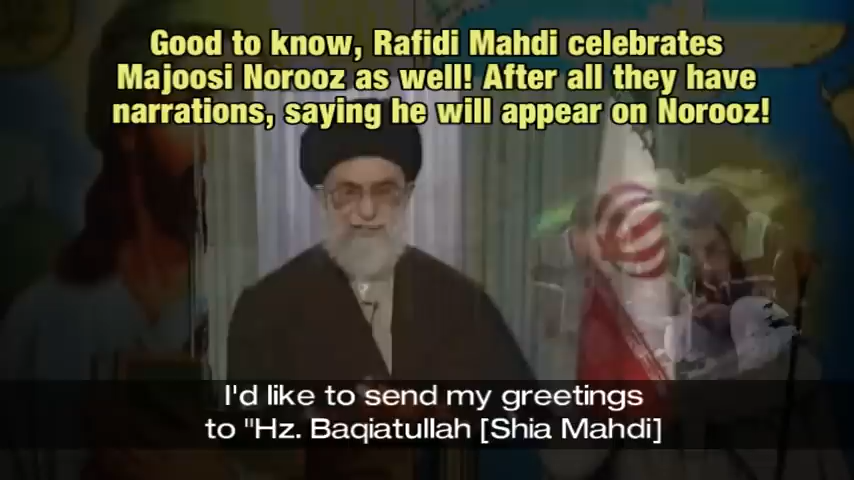 Good to know, Rafidi Mahdi celebrates
Majoosi Norooz as well! After all they have
narrations, saying he will appear on Norooz!
I'd like to send my greetings
to "Hz. Baqiatullah [Shia Mahdi]